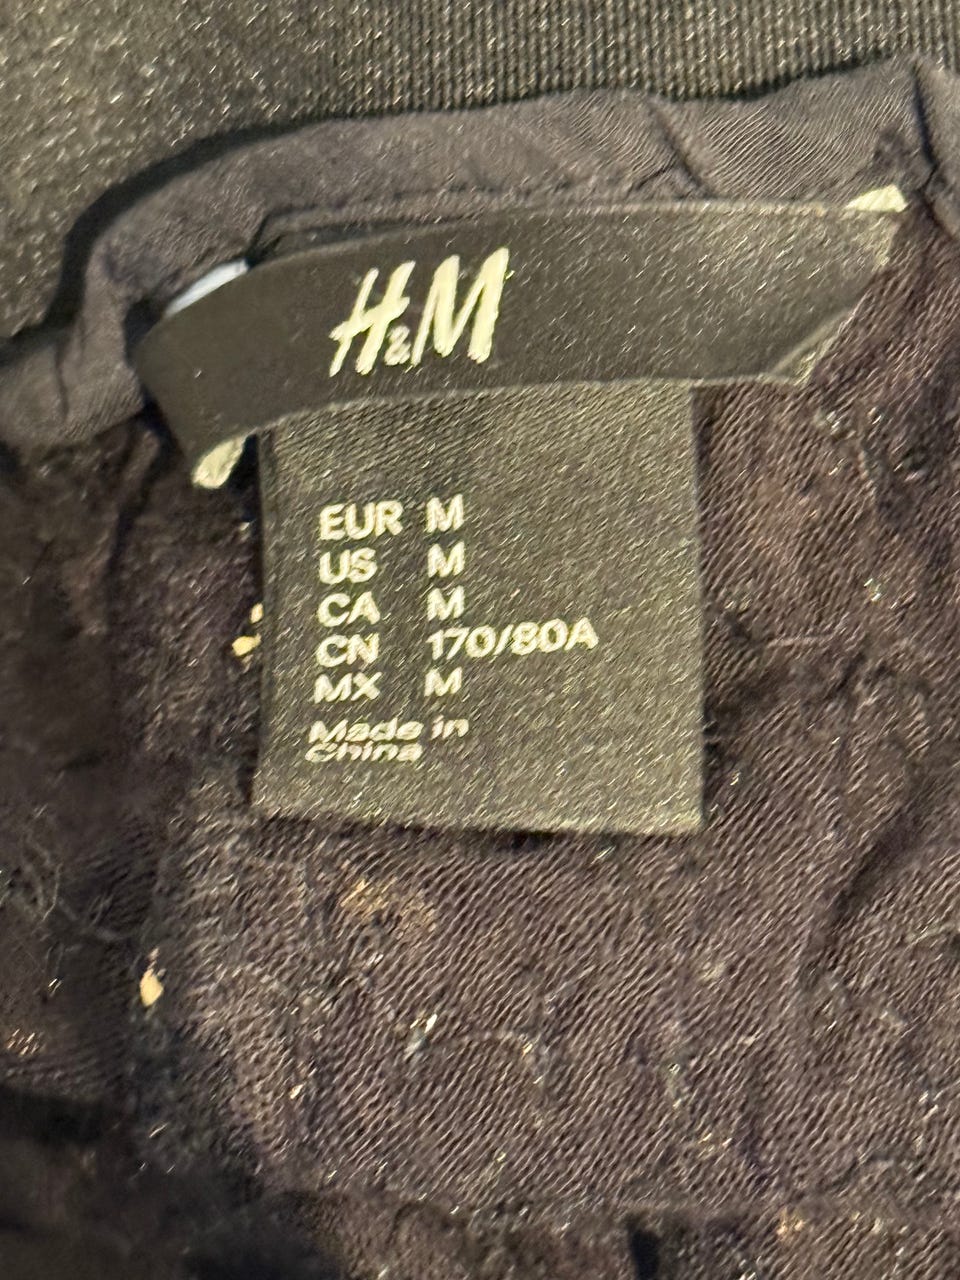 H&M
EUR M
US M
CA M
CN 170/80A
MX M
Made in
China